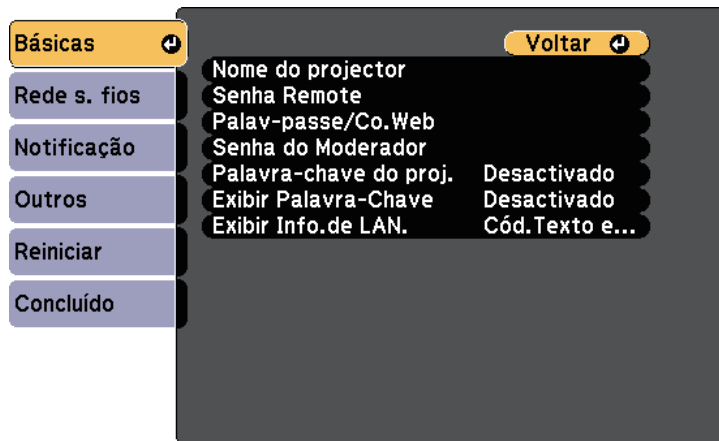 Básicas
Rede s. fios
Notificação
Outros
Reiniciar
Concluído
Voltar
Nome do projector
Senha Remote
Palav-passe/Co.Web
Senha do Moderador
Palavra-chave do proj. Desactivado
Exibir Palavra-Chave Desactivado
Exibir Info.de LAN. Cód.Texto e...